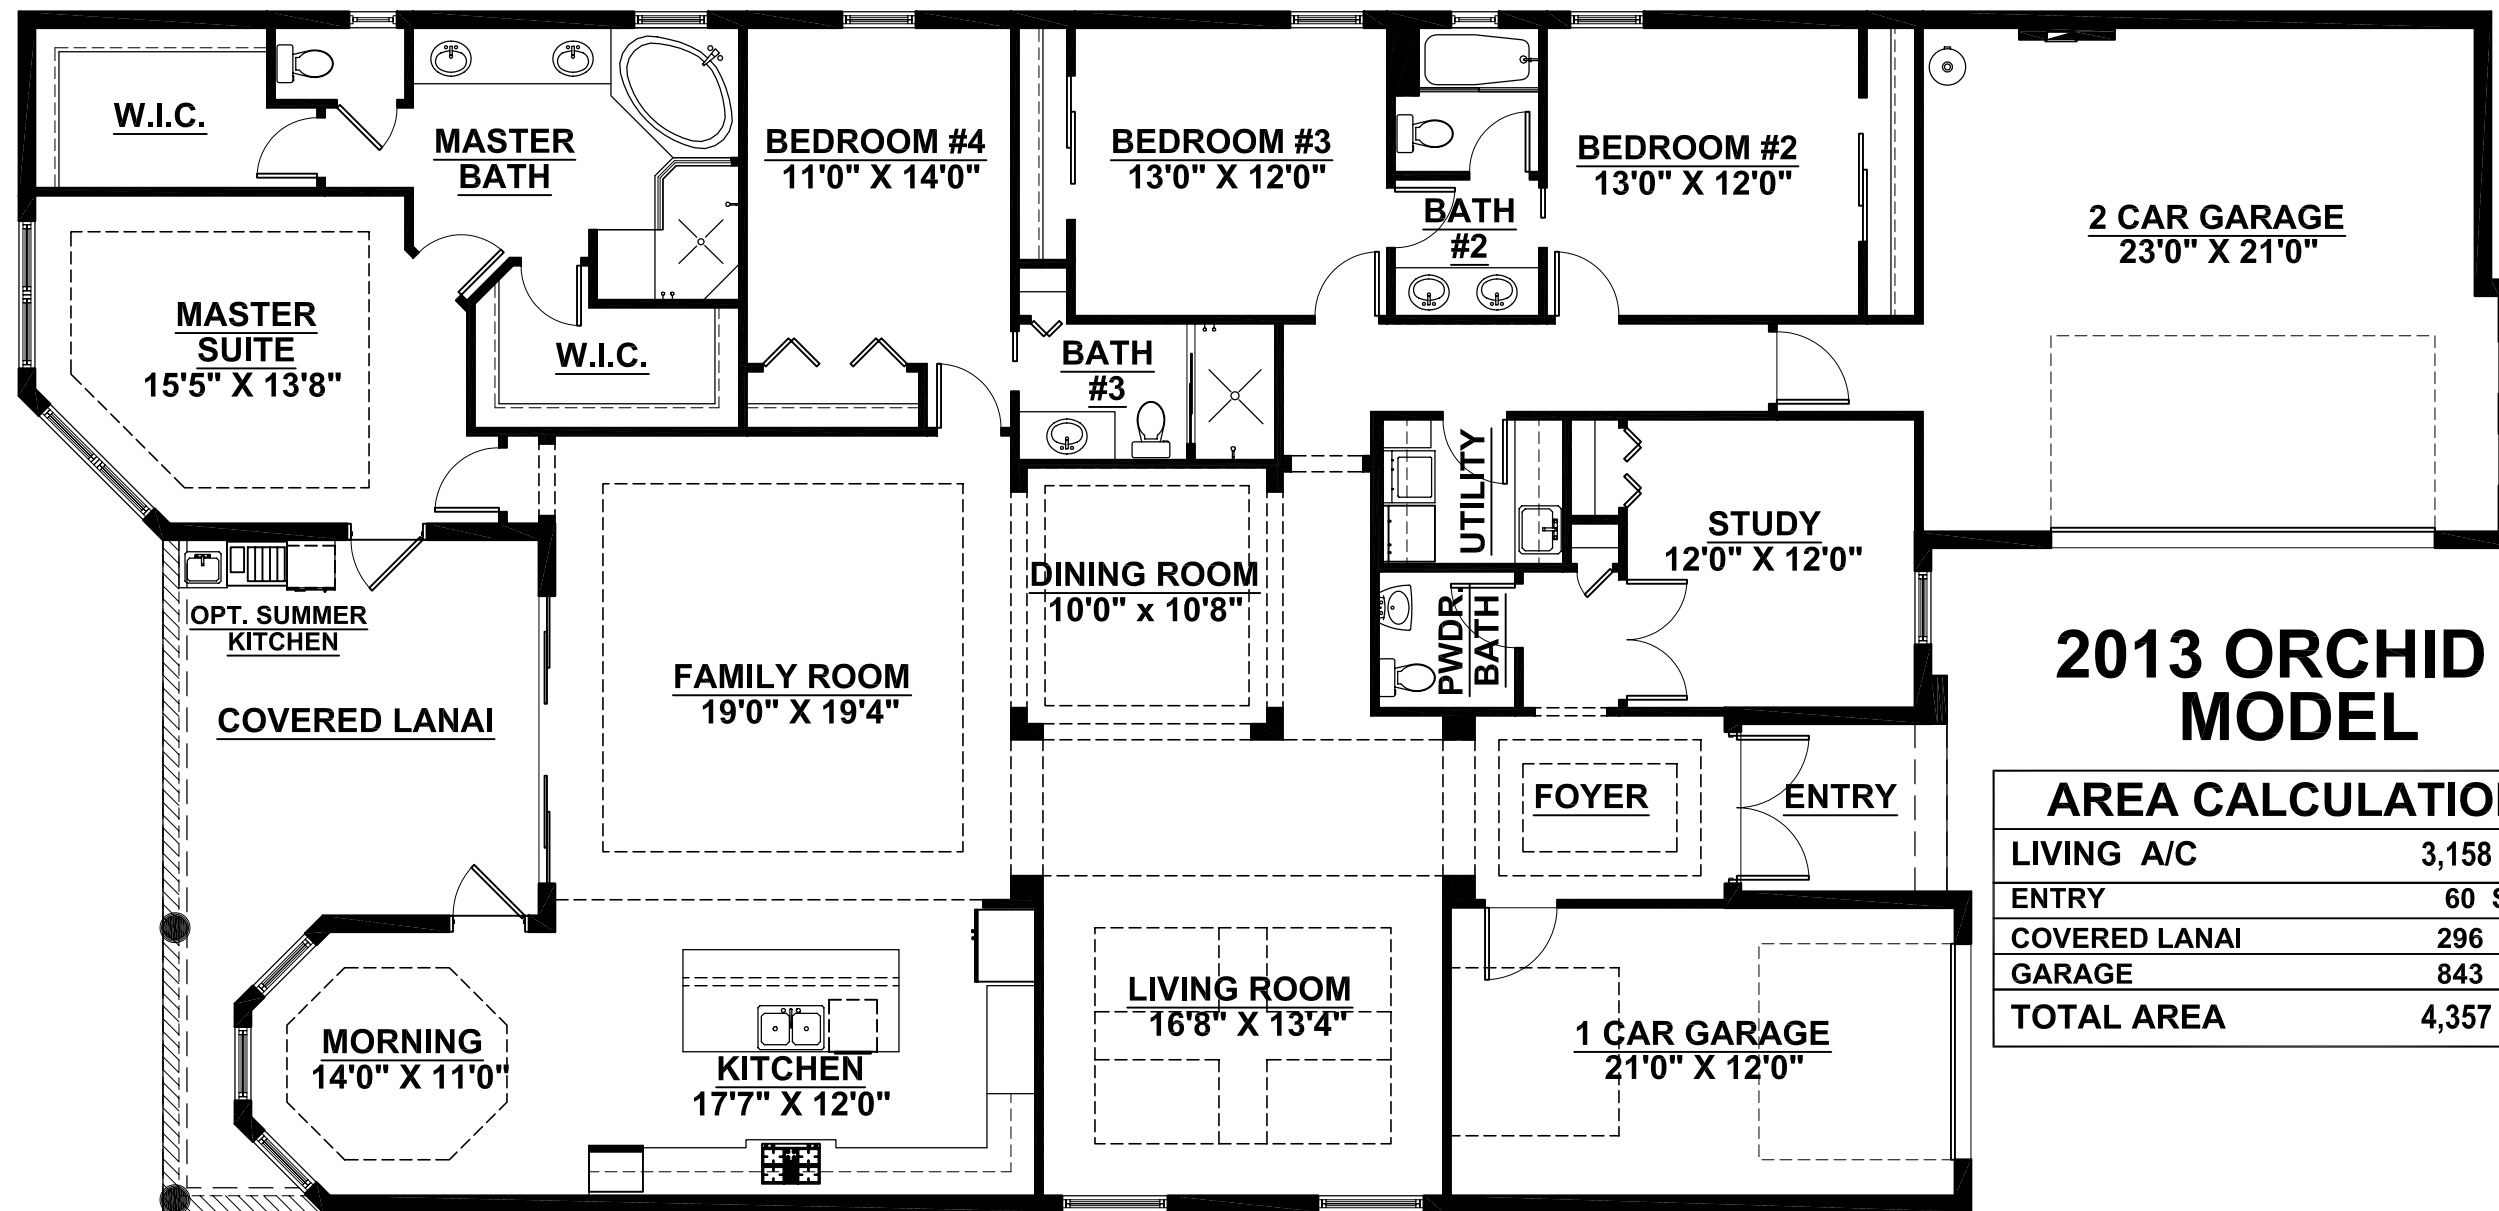 W.I.C.
MASTER
BATH
BEDROOM #4
11'0" X 14'0"
BEDROOM #3
13'0" X 12'0"
BATH
#2
BEDROOM #2
13'0" X 12'0"
2 CAR GARAGE
23'0" X 21'0"
MASTER
SUITE
15'5" X 13'8"
W.I.C.
BATH
#3
UTILITY
STUDY
12'0" X 12'0"
DINING ROOM
10'0" x 10'8"
PWDR.
BATH
OPT. SUMMER
KITCHEN
COVERED LANAI
FAMILY ROOM
19'0" X 19'4"
FOYER
ENTRY
MORNING
14'0" X 11'0"
KITCHEN
17'7" X 12'0"
LIVING ROOM
16'8" X 13'4"
1 CAR GARAGE
21'0" X 12'0"
2013 ORCHID
MODEL
AREA CALCULATIO
LIVING A/C 3,158
ENTRY 60 S
COVERED LANAI 296
GARAGE 843
TOTAL AREA 4,357